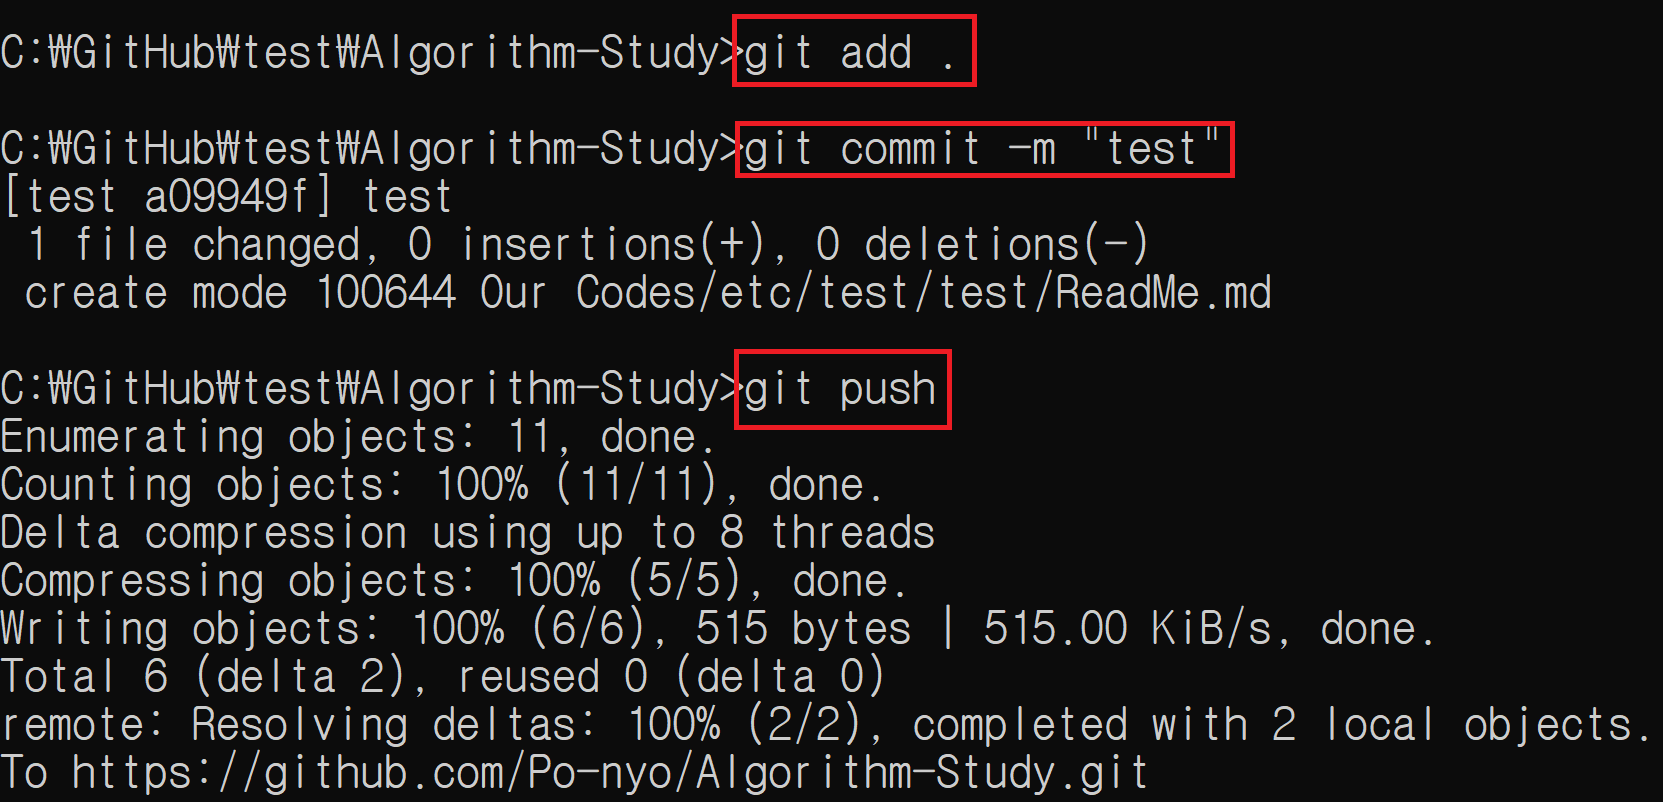 C:₩GitHub₩test₩Algorithm-Study>git add .
C:₩GitHub₩test₩Algorithm-Study>git commit -m "test"
[test a09949f] test
 1 file changed, 0 insertions(+), 0 deletions(-)
 create mode 100644 Our Codes/etc/test/test/ReadMe.md
C:₩GitHub₩test₩Algorithm-Study>git push
Enumerating objects: 11, done.
Counting objects: 100% (11/11), done.
Delta compression using up to 8 threads
Compressing objects: 100% (5/5), done.
Writing objects: 100% (6/6), 515 bytes | 515.00 KiB/s, done.
Total 6 (delta 2), reused 0 (delta 0)
remote: Resolving deltas: 100% (2/2), completed with 2 local objects.
To https://github.com/Po-nyo/Algorithm-Study.git